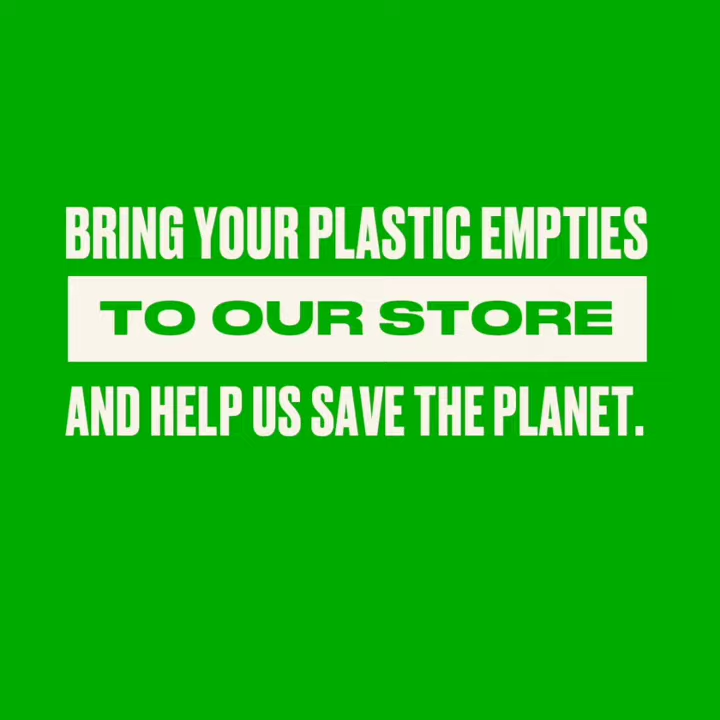 BRING YOUR PLASTIC EMPTIES
TO OUR STORE
AND HELP US SAVE THE PLANET.